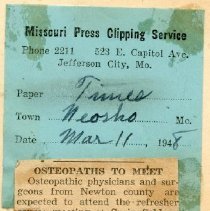 Missouri Press Clipping Service
Phone 2211 523 E. Capitol Ave.
Jefferson City, Mo.
Paper Times
Town Neosho
Date Mar 11, 1948
OSTEOPATHS TO MEET
Osteopathic physicians and sur-
geons from Newton county are
expected to attend the refresher